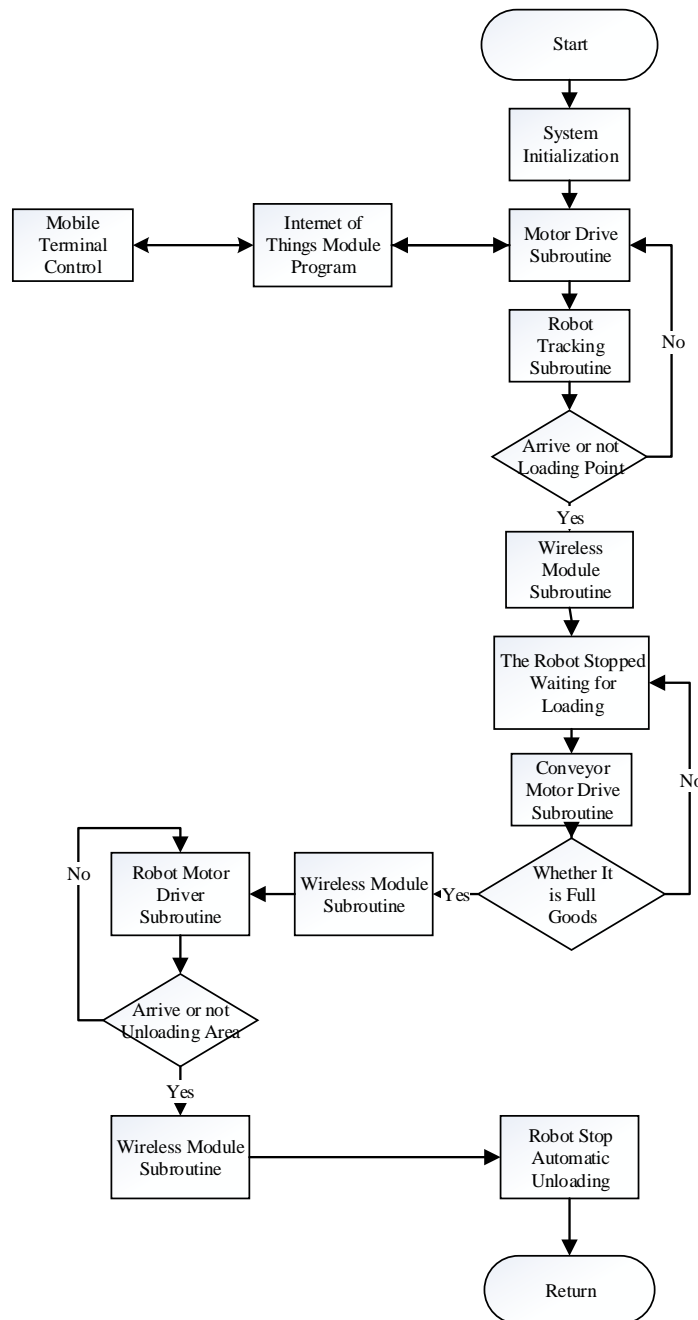 Start
System
Initialization
Mobile
Terminal
Control
Internet of
Things Module
Program
Motor Drive
Subroutine
Robot
Tracking
Subroutine
No
Arrive or not
Loading Point
Yes
Wireless
Module
Subroutine
The Robot Stopped
Waiting for
Loading
Conveyor
Motor Drive
Subroutine
No
Whether It
is Full
Goods
Yes
Wireless Module
Subroutine
Robot Motor
Driver
Subroutine
No
Arrive or not
Unloading Area
Yes
Wireless Module
Subroutine
Robot Stop
Automatic
Unloading
Return